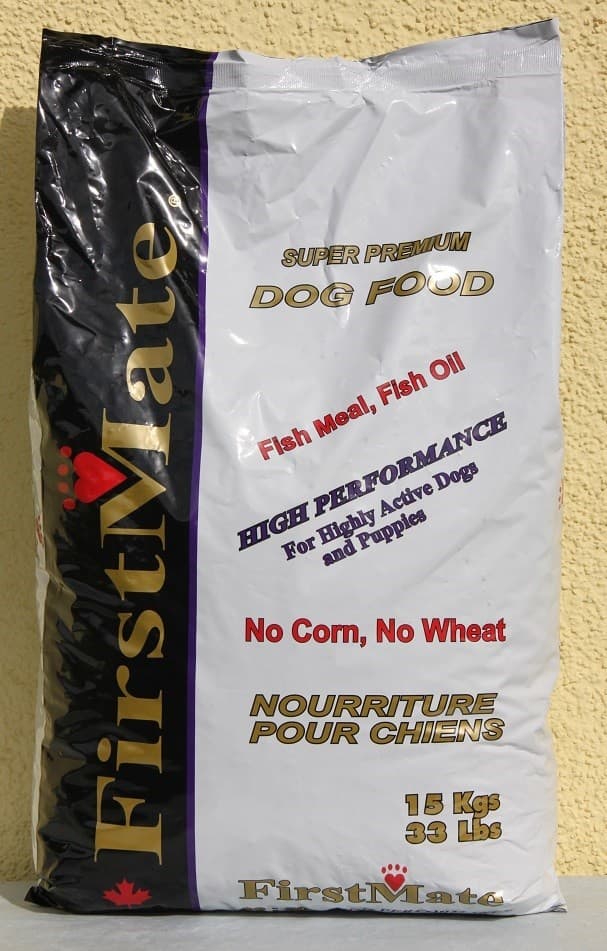 FirstMate®
SUPER PREMIUM
DOG FOOD
Fish Meal, Fish Oil
HIGH PERFORMANCE
For Highly Active Dogs
and Puppies
No Corn, No Wheat
NOURRITURE
POUR CHIENS
15 Kgs
33 Lbs
FirstMate